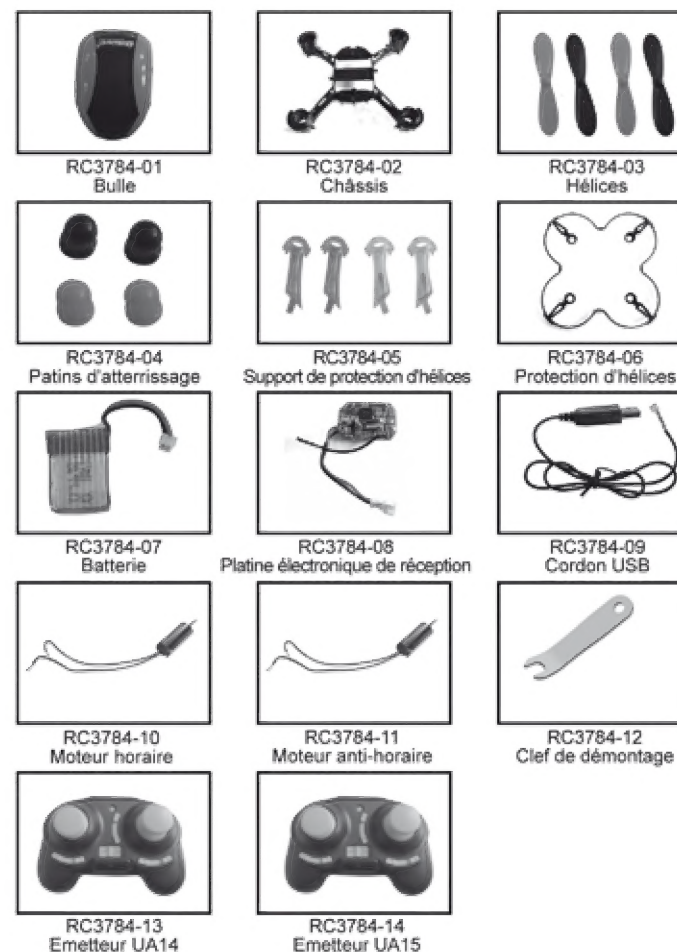 RC3784-01
Bulle
RC3784-02
Châssis
RC3784-03
Hélices
RC3784-04
Patins d'atterrissage
RC3784-05
Support de protection d'hélices
RC3784-06
Protection d'hélices
RC3784-07
Batterie
RC3784-08
Platine électronique de réception
RC3784-09
Cordon USB
RC3784-10
Moteur horaire
RC3784-11
Moteur anti-horaire
RC3784-12
Clef de démontage
RC3784-13
Emetteur UA14
RC3784-14
Emetteur UA15